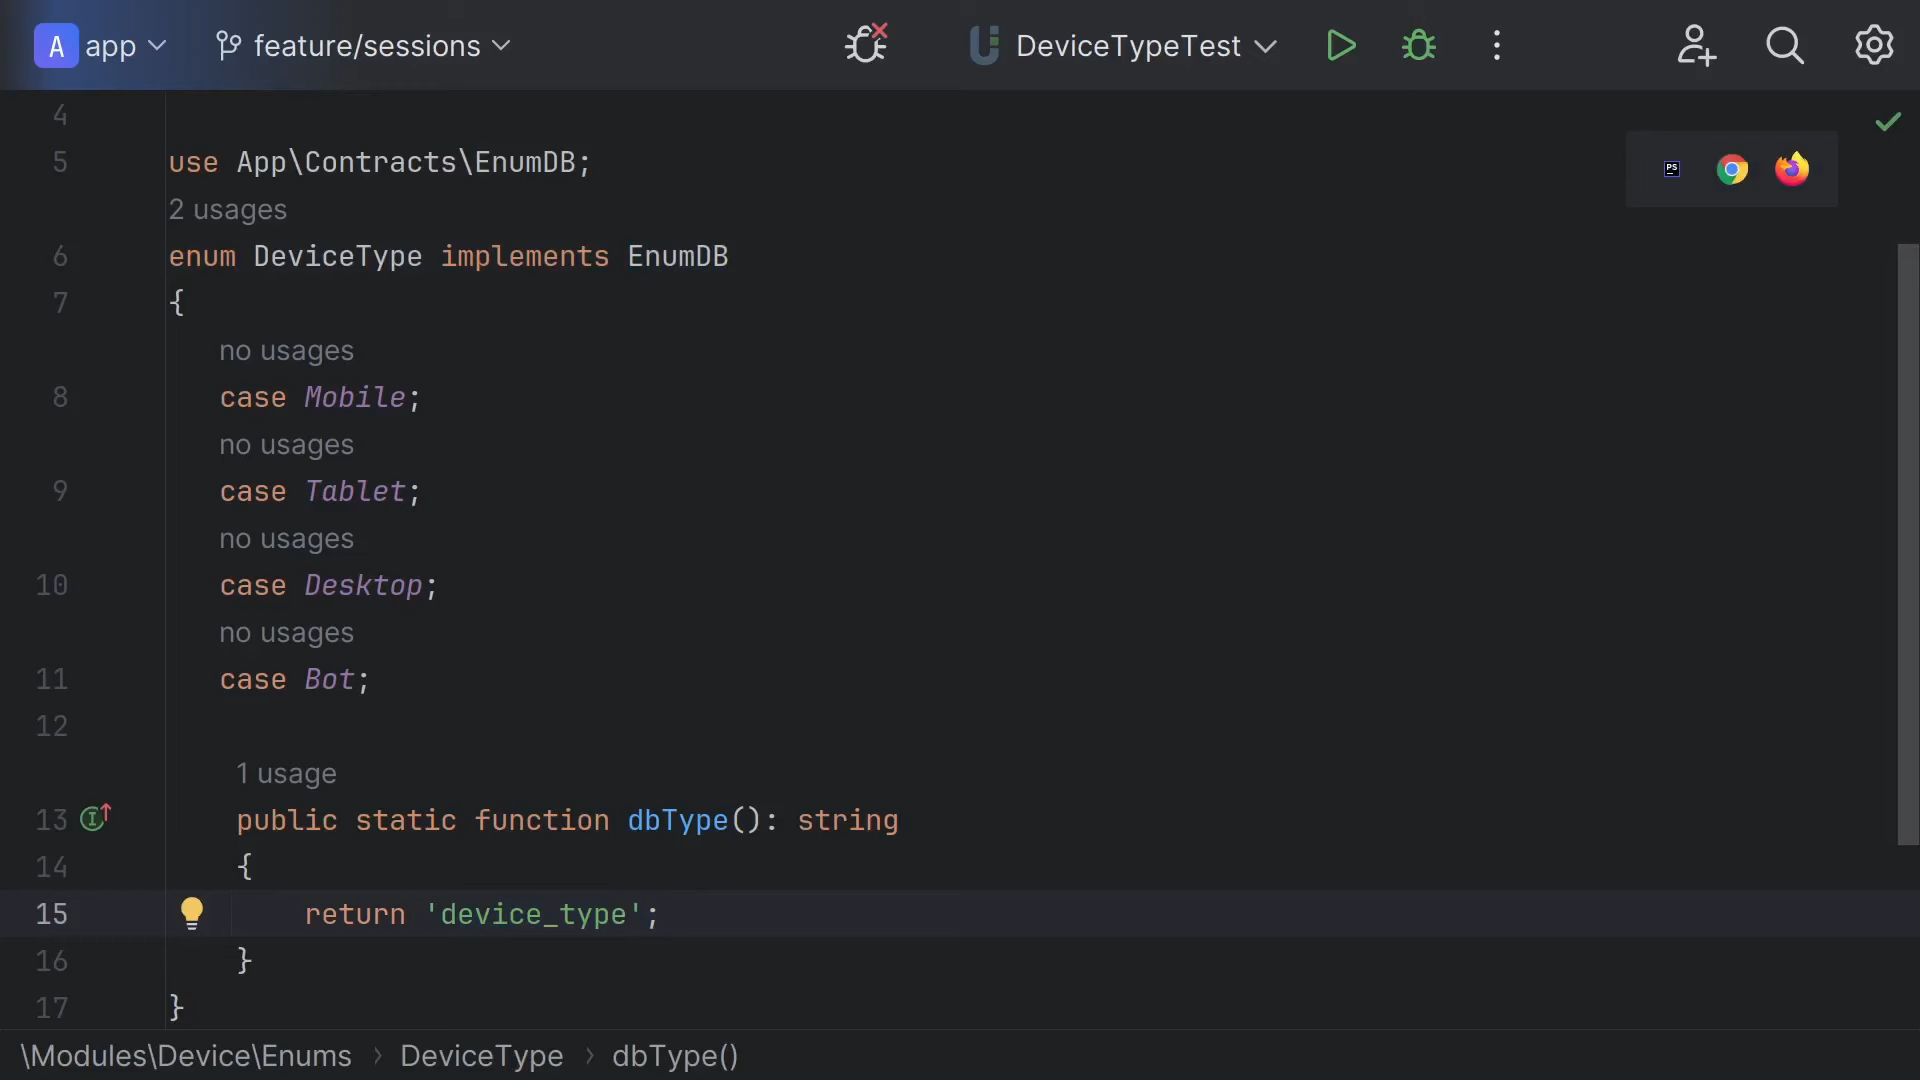 A app feature/sessions DeviceTypeTest
4
5 use App\Contracts\EnumDB;
2 usages
6 enum DeviceType implements EnumDB
7 {
no usages
8 case Mobile;
no usages
9 case Tablet;
no usages
10 case Desktop;
no usages
11 case Bot;
12
1 usage
13 public static function dbType(): string
14 {
15 return 'device_type';
16 }
17 }
\Modules\Device\Enums › DeviceType › dbType()
PS